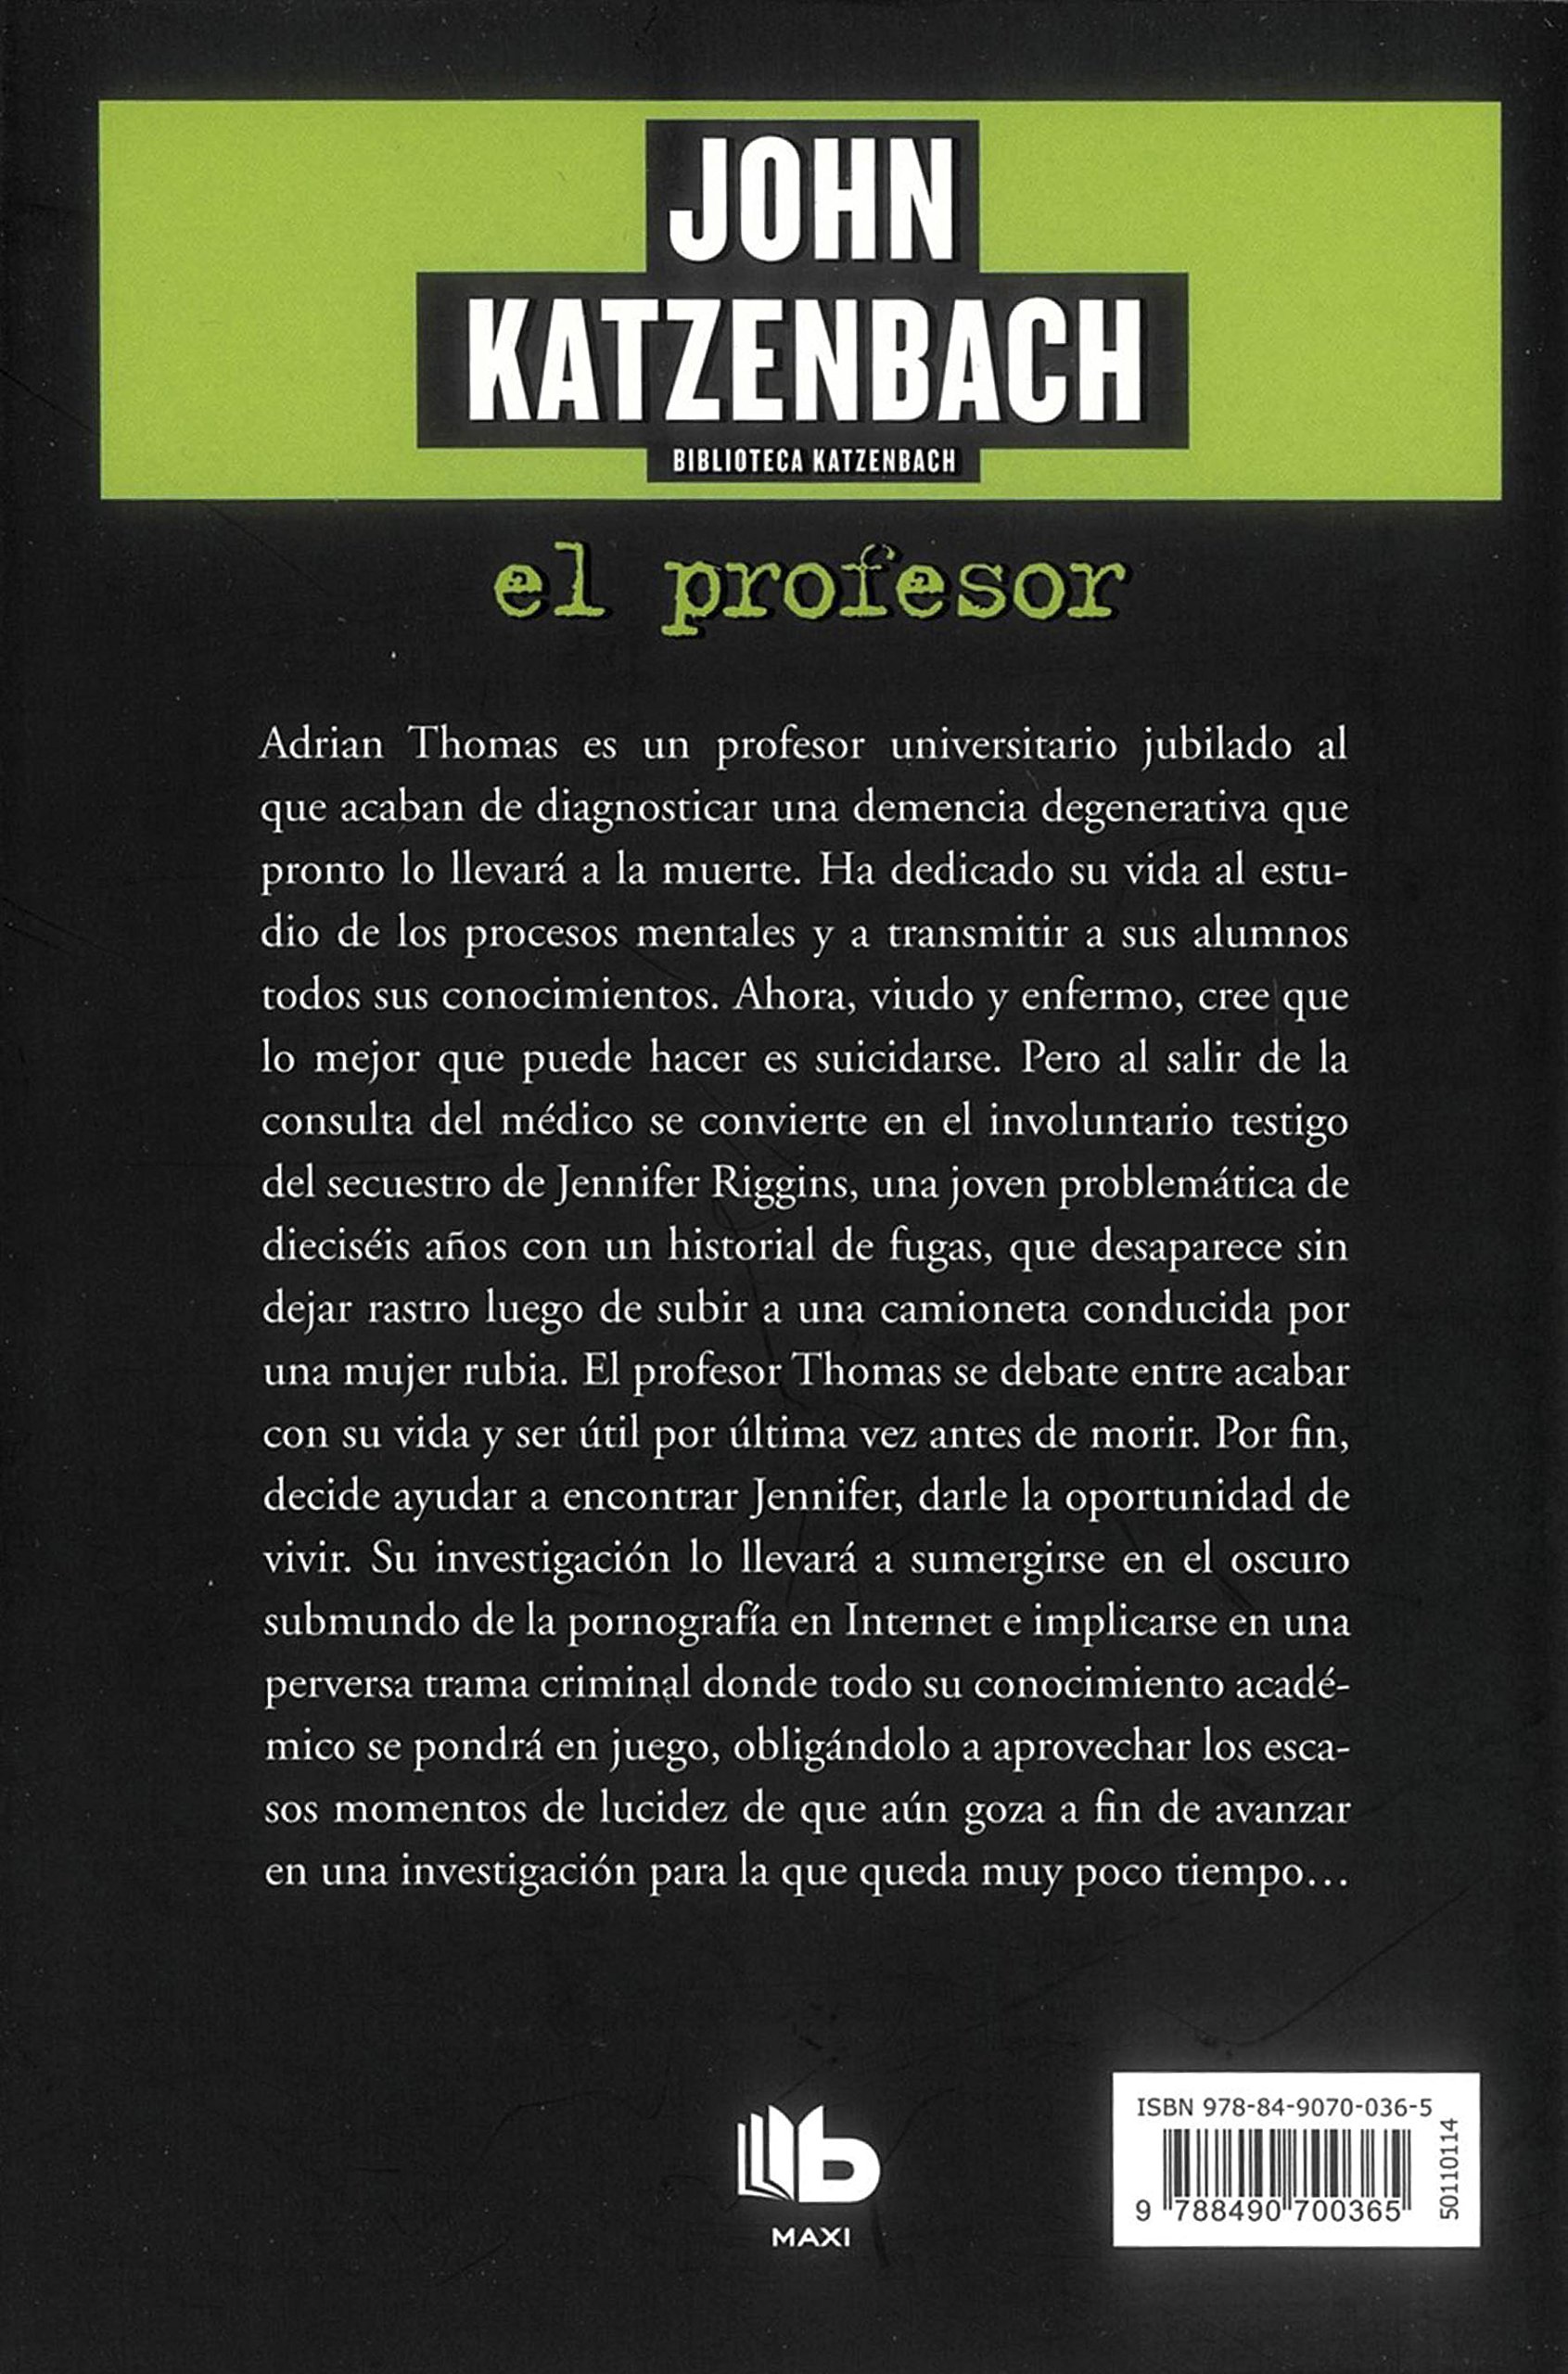 JOHN
KATZENBACH
BIBLIOTECA KATZENBACH
el profesor
Adrian Thomas es un profesor universitario jubilado al
que acaban de diagnosticar una demencia degenerativa que
pronto lo llevará a la muerte. Ha dedicado su vida al estu-
dio de los procesos mentales y a transmitir a sus alumnos
todos sus conocimientos. Ahora, viudo y enfermo, cree que
lo mejor que puede hacer es suicidarse. Pero al salir de la
consulta del médico se convierte en el involuntario testigo
del secuestro de Jennifer Riggins, una joven problemática de
dieciséis años con un historial de fugas, que desaparece sin
dejar rastro luego de subir a una camioneta conducida por
una mujer rubia. El profesor Thomas se debate entre acabar
con su vida y ser útil por última vez antes de morir. Por fin,
decide ayudar a encontrar Jennifer, darle la oportunidad de
vivir. Su investigación lo llevará a sumergirse en el oscuro
submundo de la pornografía en Internet e implicarse en una
perversa trama criminal donde todo su conocimiento acadé-
mico se pondrá en juego, obligándolo a aprovechar los esca-
sos momentos de lucidez de que aún goza a fin de avanzar
en una investigación para la que queda muy poco tiempo...
b
MAXI
ISBN 978-84-9070-036-5
9 788490 700365
50110114